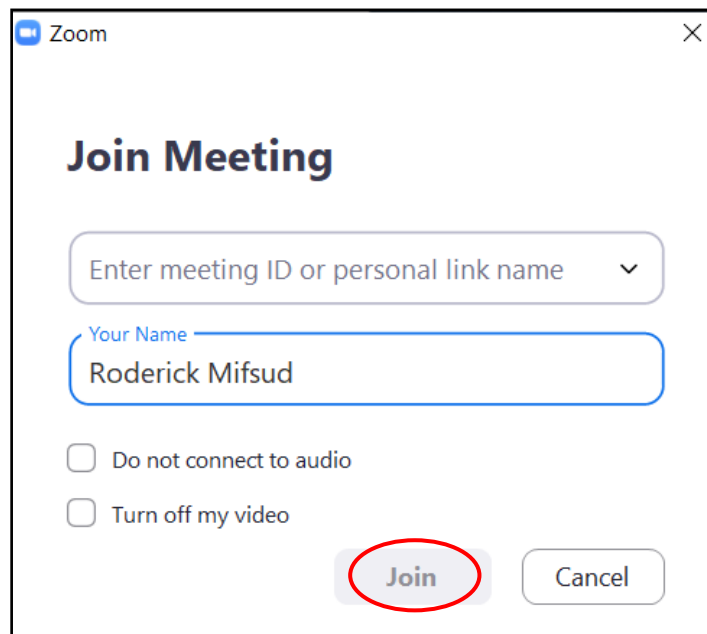 Zoom
Join Meeting
Enter meeting ID or personal link name
Your Name
Roderick Mifsud
Do not connect to audio
Turn off my video
Join Cancel